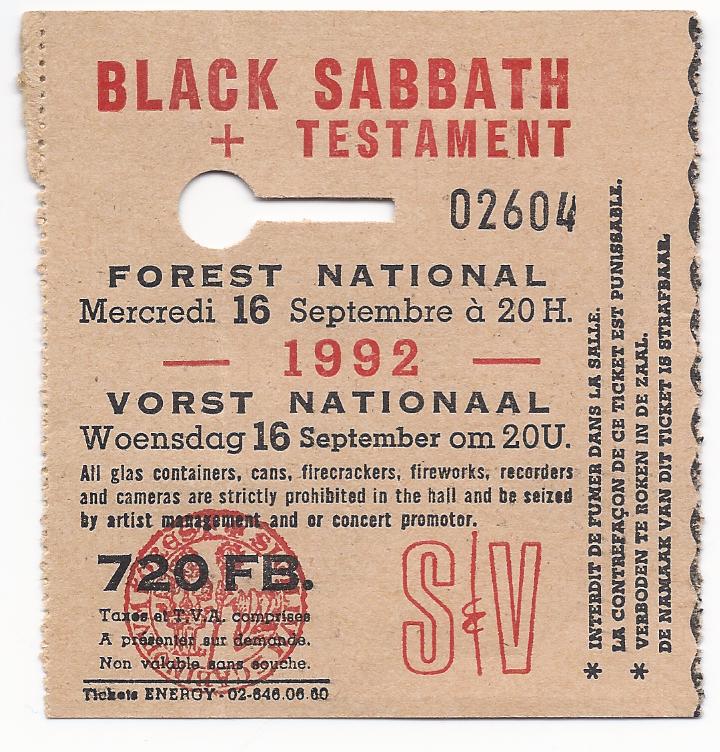 BLACK SABBATH
+ TESTAMENT
02604
FOREST NATIONAL
Mercredi 16 Septembre à 20 H.
— 1992 —
VORST NATIONAAL
Woensdag 16 September om 20U.
All glas containers, cans, firecrackers, fireworks, recorders
and cameras are strictly prohibited in the hall and be seized
by artist management and or concert promotor.
720 FB.
Taxes et T.V.A. comprises
A présenter sur demande.
Non valable sans souche.
Tickets ENERGY - 02-646.06.60
S&V
* INTERDIT DE FUMER DANS LA SALLE.
LA CONTREFAÇON DE CE TICKET EST PUNISSABLE.
* VERBODEN TE ROKEN IN DE ZAAL.
DE NAMAAK VAN DIT TICKET IS STRAFBAAR.